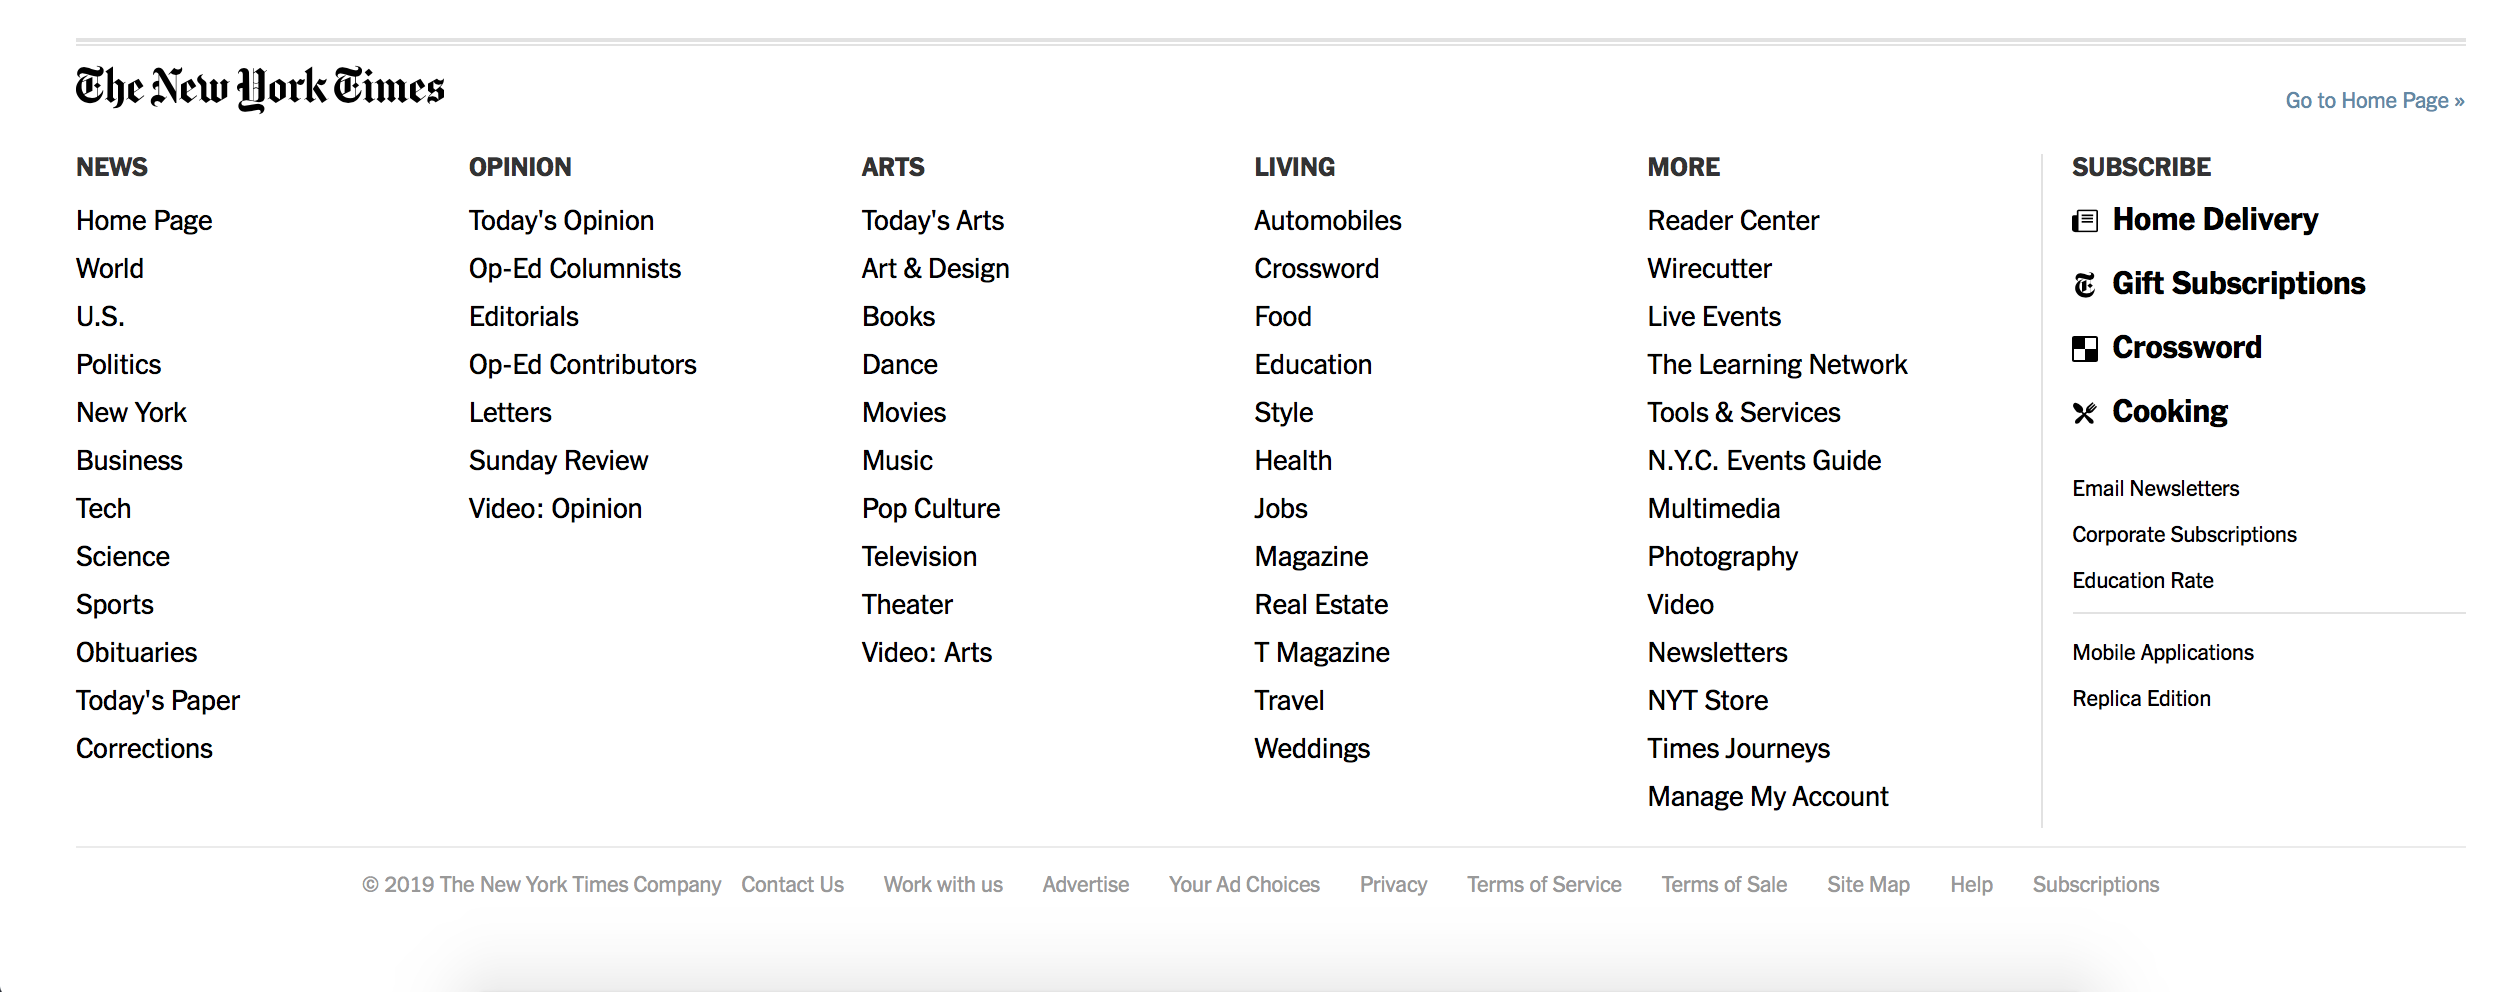 The New York Times
Go to Home Page »
NEWS
Home Page
World
U.S.
Politics
New York
Business
Tech
Science
Sports
Obituaries
Today's Paper
Corrections
OPINION
Today's Opinion
Op-Ed Columnists
Editorials
Op-Ed Contributors
Letters
Sunday Review
Video: Opinion
ARTS
Today's Arts
Art & Design
Books
Dance
Movies
Music
Pop Culture
Television
Theater
Video: Arts
LIVING
Automobiles
Crossword
Food
Education
Style
Health
Jobs
Magazine
Real Estate
T Magazine
Travel
Weddings
MORE
Reader Center
Wirecutter
Live Events
The Learning Network
Tools & Services
N.Y.C. Events Guide
Multimedia
Photography
Video
Newsletters
NYT Store
Times Journeys
Manage My Account
SUBSCRIBE
Home Delivery
Gift Subscriptions
Crossword
Cooking
Email Newsletters
Corporate Subscriptions
Education Rate
Mobile Applications
Replica Edition
© 2019 The New York Times Company Contact Us Work with us Advertise Your Ad Choices Privacy Terms of Service Terms of Sale Site Map Help Subscriptions